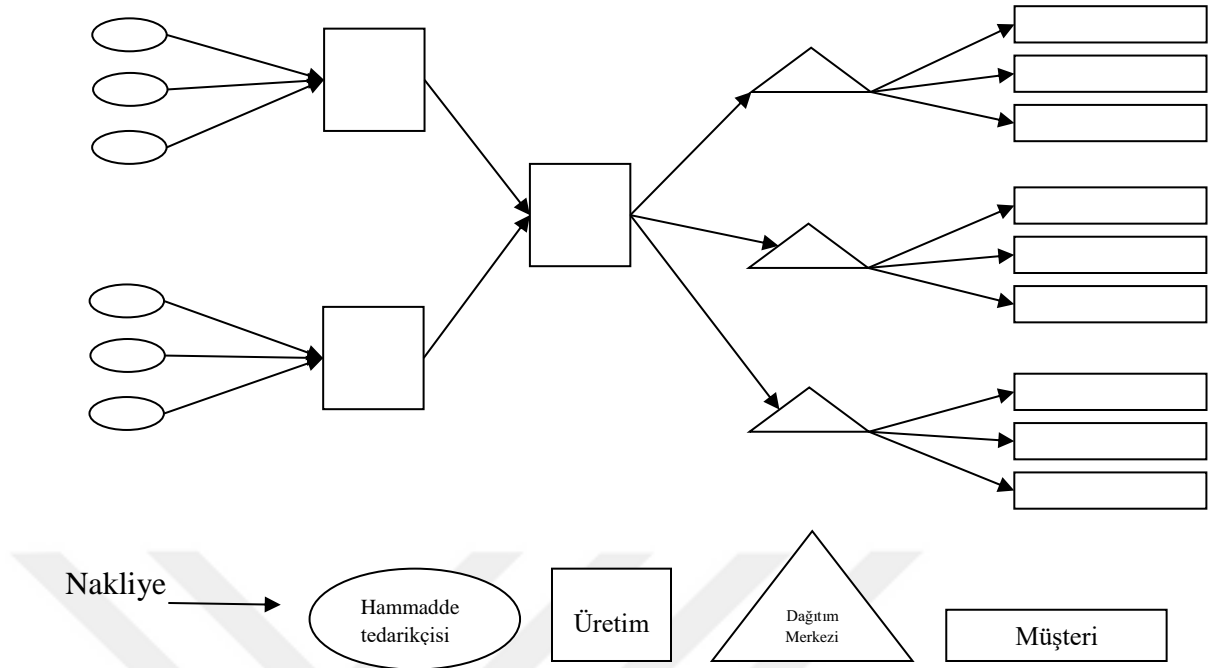 Nakliye
Hammadde
tedarikçisi
Üretim
Dağıtım
Merkezi
Müşteri